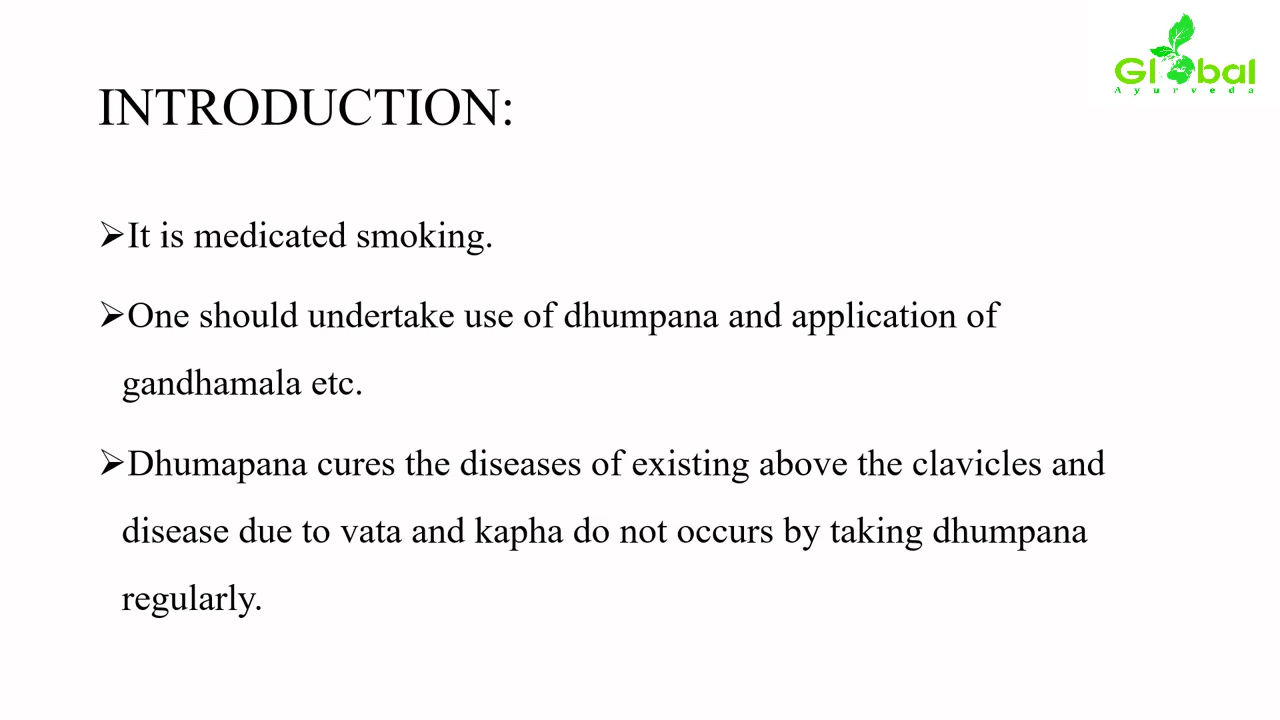 Global
Ayurveda
INTRODUCTION:
➢It is medicated smoking.
➢One should undertake use of dhumpana and application of
gandhamala etc.
➢Dhumapana cures the diseases of existing above the clavicles and
disease due to vata and kapha do not occurs by taking dhumpana
regularly.